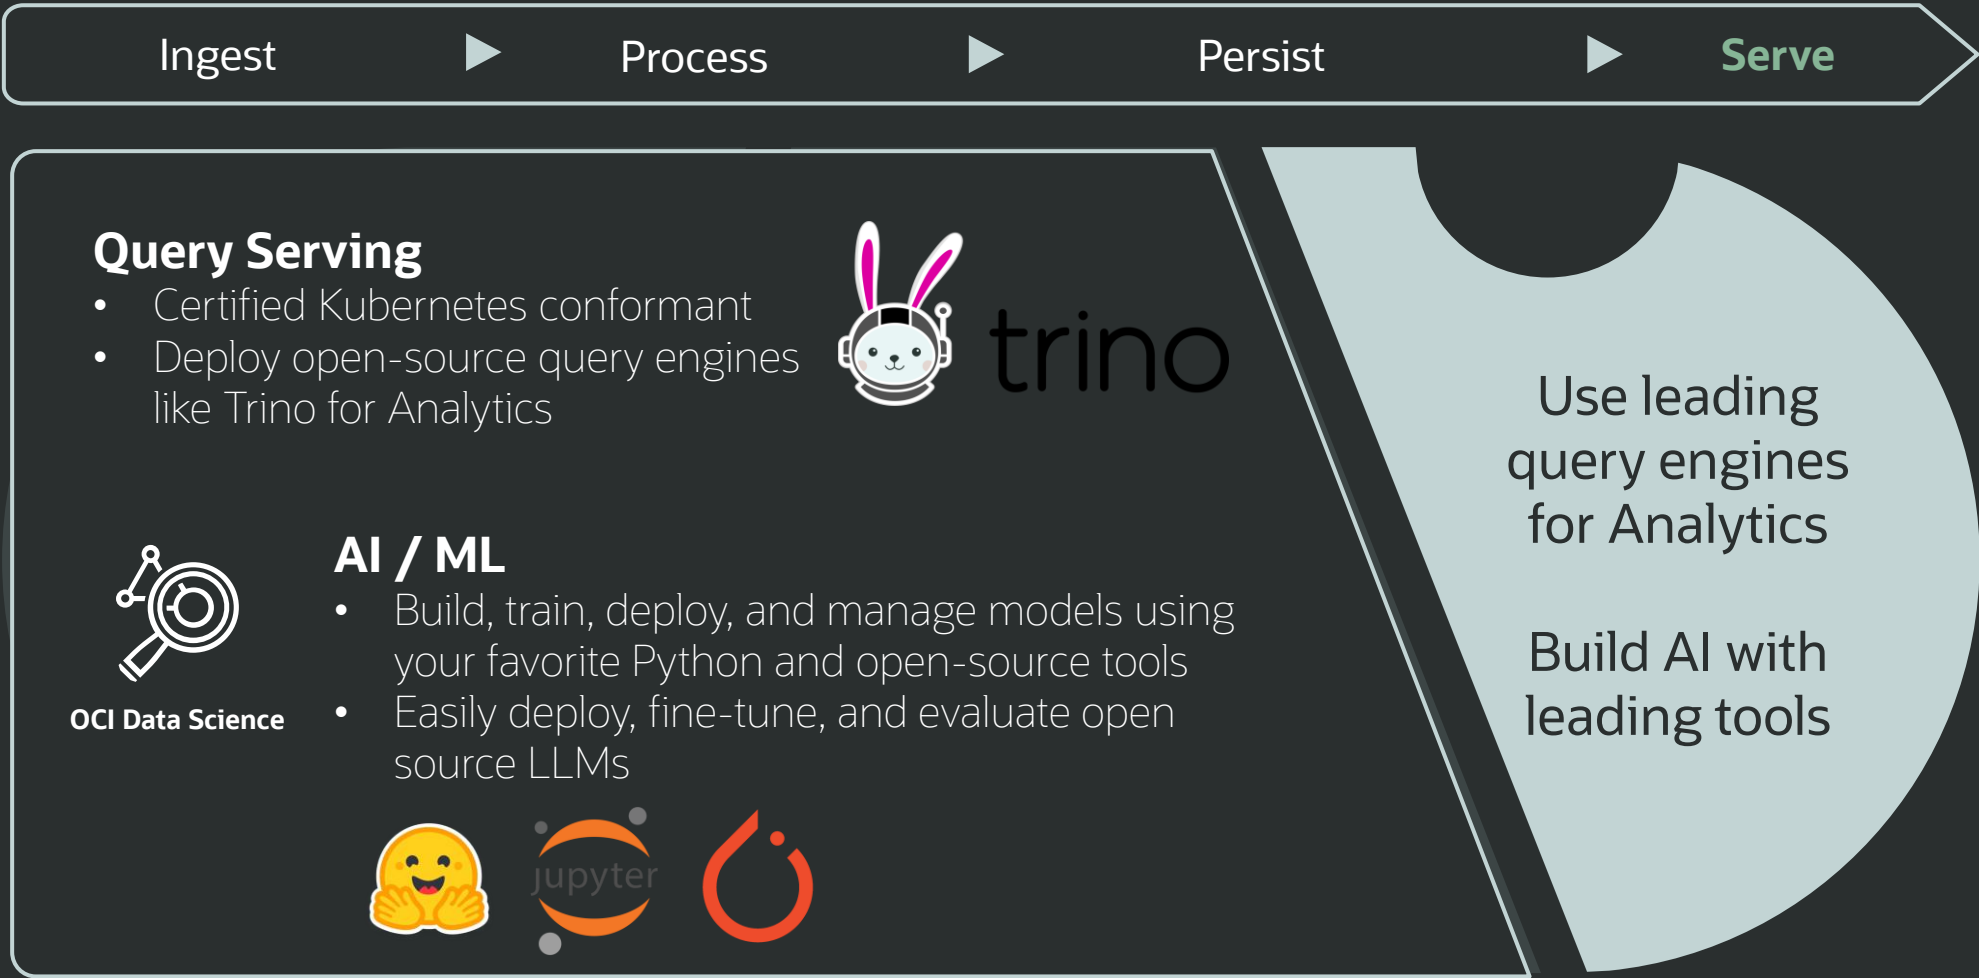 Ingest
Process
Persist
Serve
Query Serving
• Certified Kubernetes conformant
• Deploy open-source query engines
like Trino for Analytics
trino
AI / ML
• Build, train, deploy, and manage models using
your favorite Python and open-source tools
• Easily deploy, fine-tune, and evaluate open
source LLMs
OCI Data Science
jupyter
Use leading
query engines
for Analytics
Build AI with
leading tools